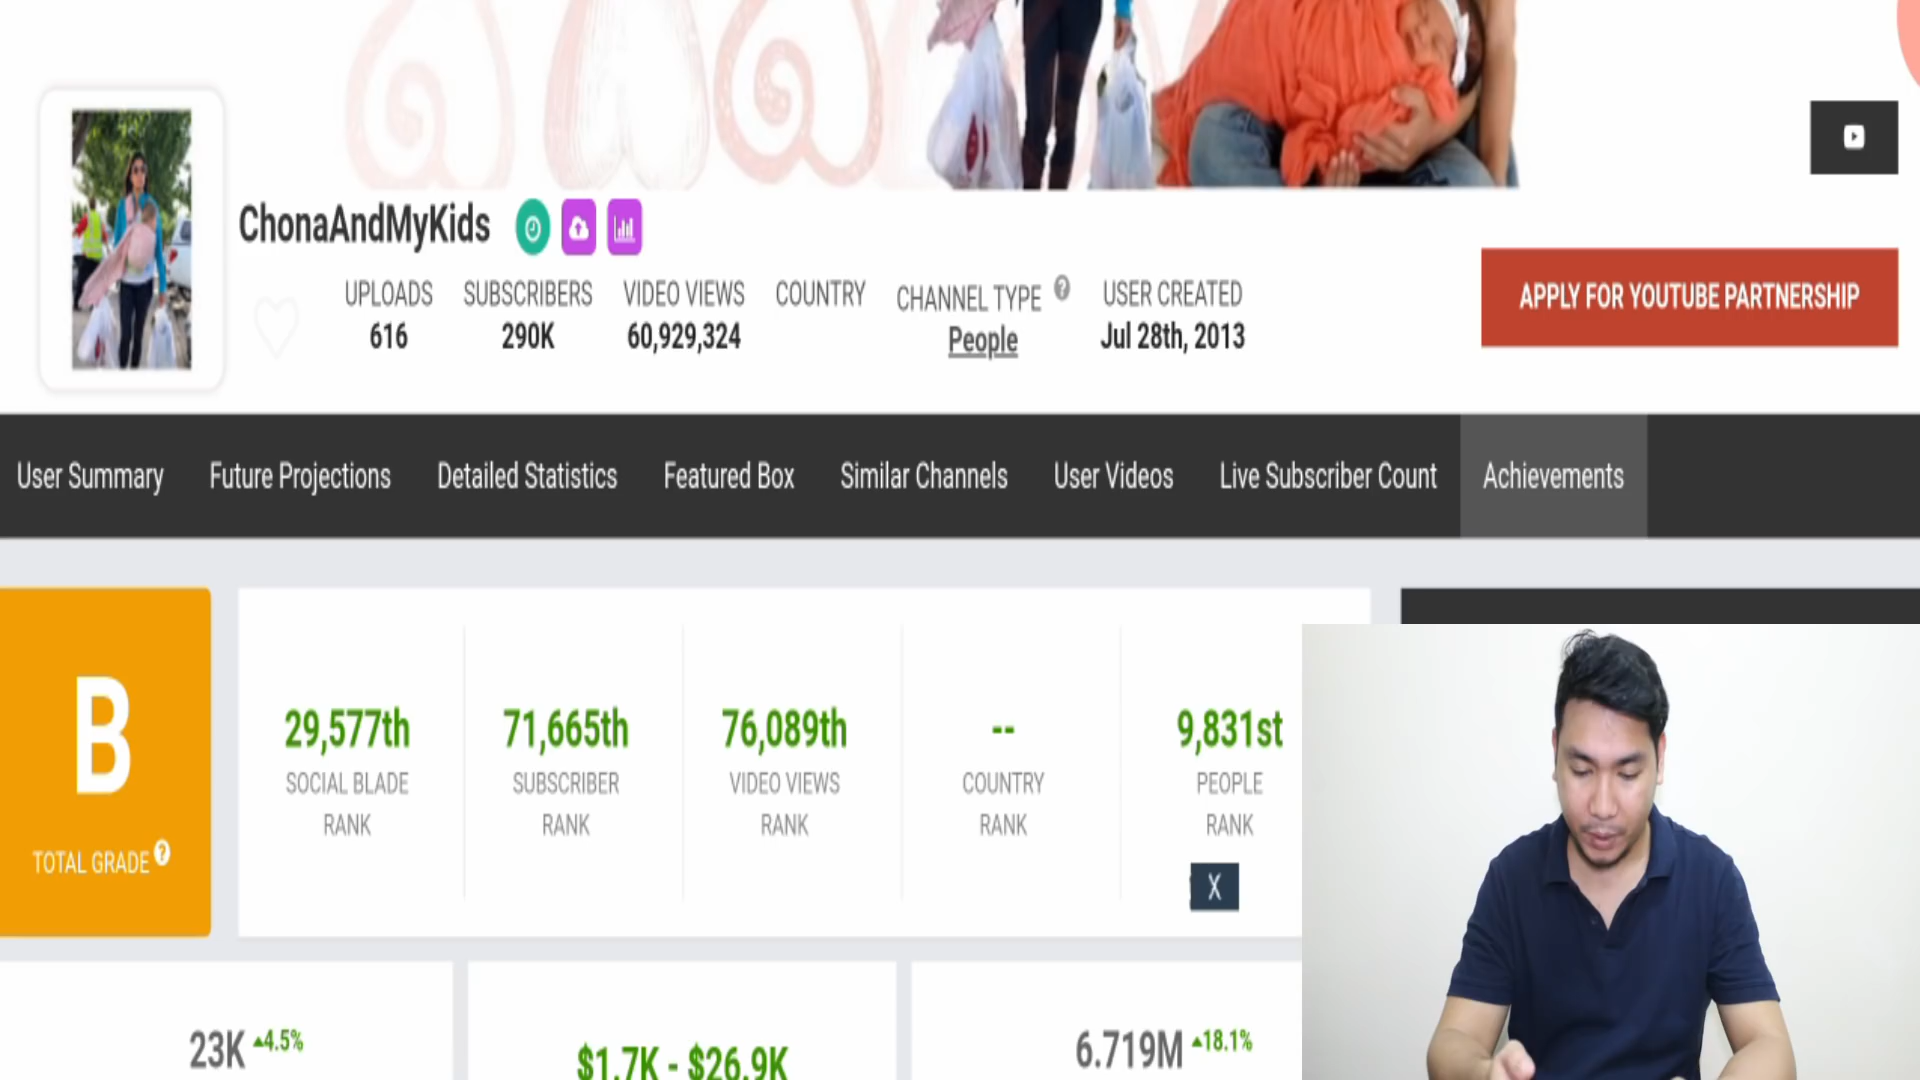 ChonaAndMyKids
UPLOADS SUBSCRIBERS VIDEO VIEWS COUNTRY CHANNEL TYPE ? USER CREATED
616 290K 60,929,324 People Jul 28th, 2013
APPLY FOR YOUTUBE PARTNERSHIP
User Summary Future Projections Detailed Statistics Featured Box Similar Channels User Videos Live Subscriber Count Achievements
B
TOTAL GRADE ?
29,577th 71,665th 76,089th -- 9,831st
SOCIAL BLADE SUBSCRIBER VIDEO VIEWS COUNTRY PEOPLE
RANK RANK RANK RANK RANK
X
23K 4.5% $1.7K - $26.9K 6.719M 18.1%